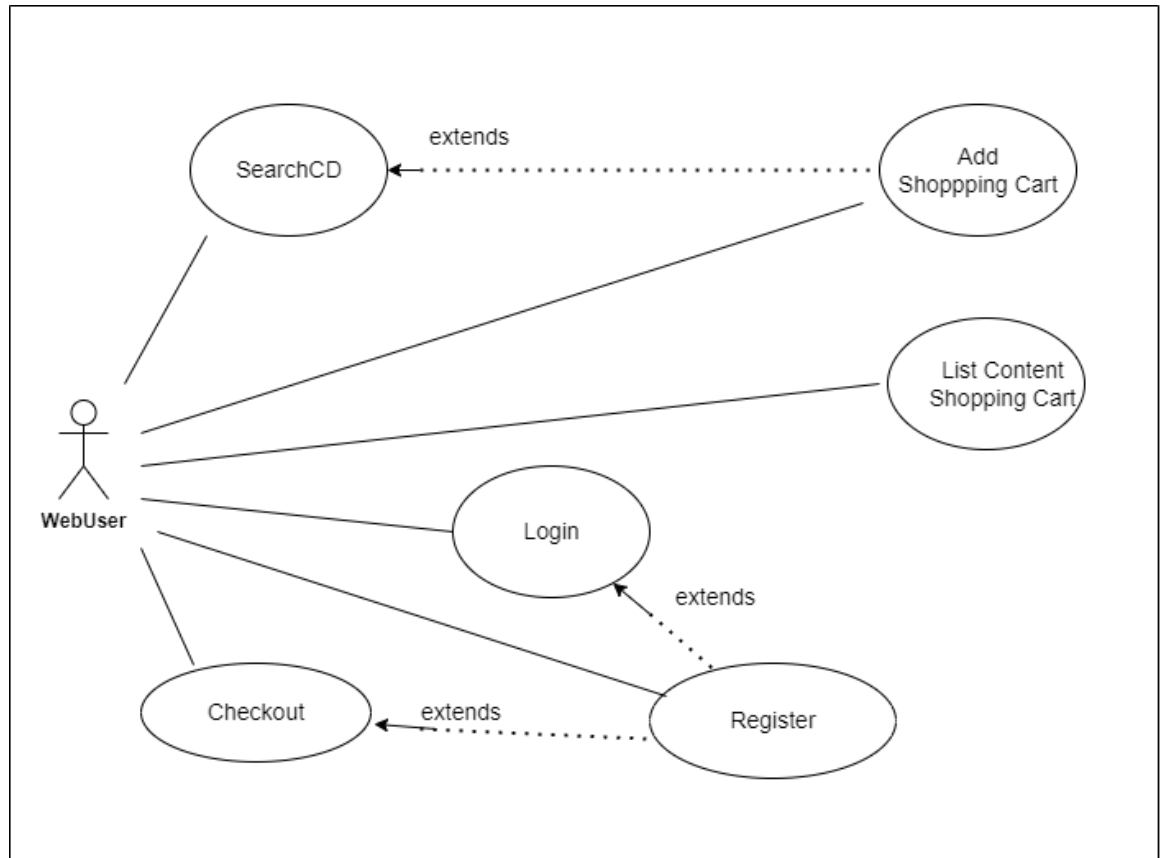 extends
SearchCD
Add
Shoppping Cart
List Content
Shopping Cart
WebUser
Login
extends
Checkout
extends
Register